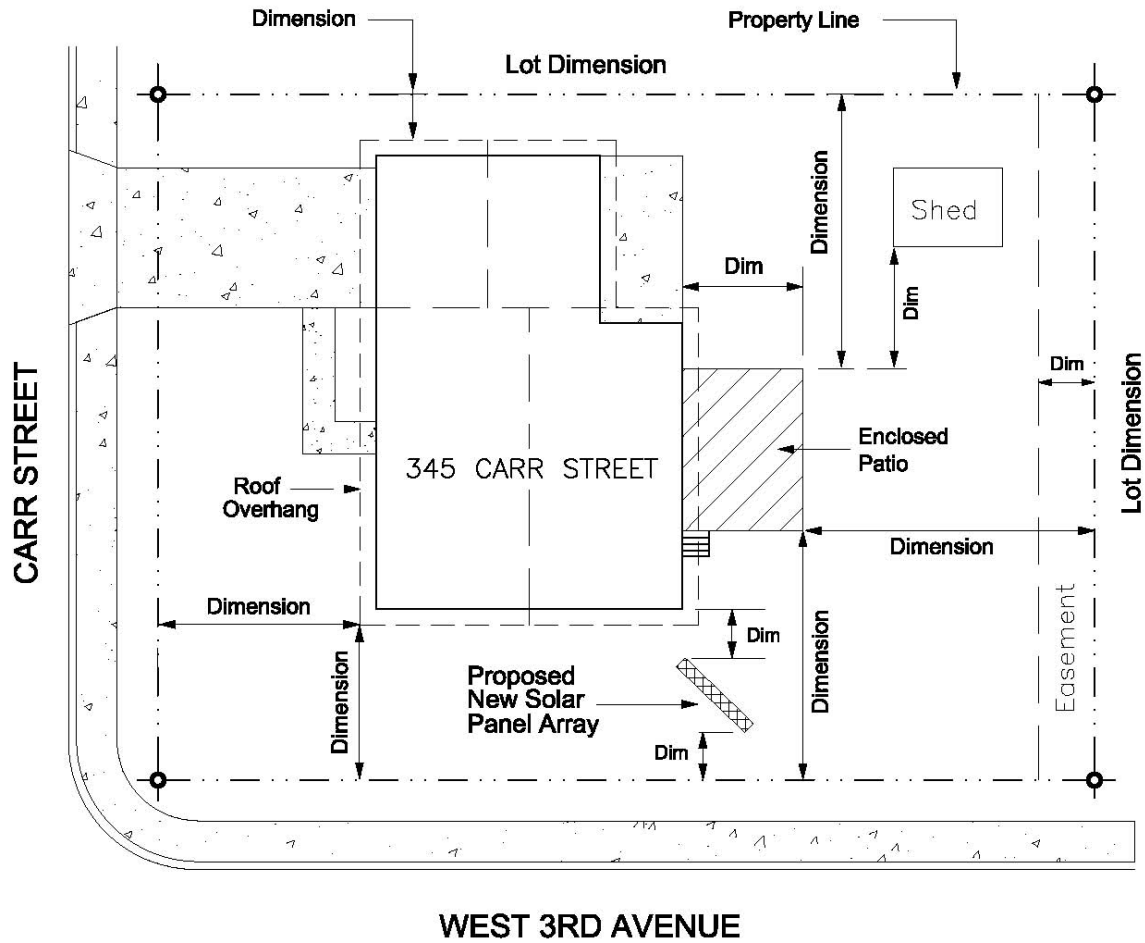 Dimension
Property Line
Lot Dimension
Dimension
Shed
Dim
Dim
Dim
CARR STREET
345 CARR STREET
Enclosed
Patio
Roof
Overhang
Lot Dimension
Dimension
Dimension
Dimension
Dimension
Dim
Proposed
New Solar
Panel Array
Dim
Easement
WEST 3RD AVENUE